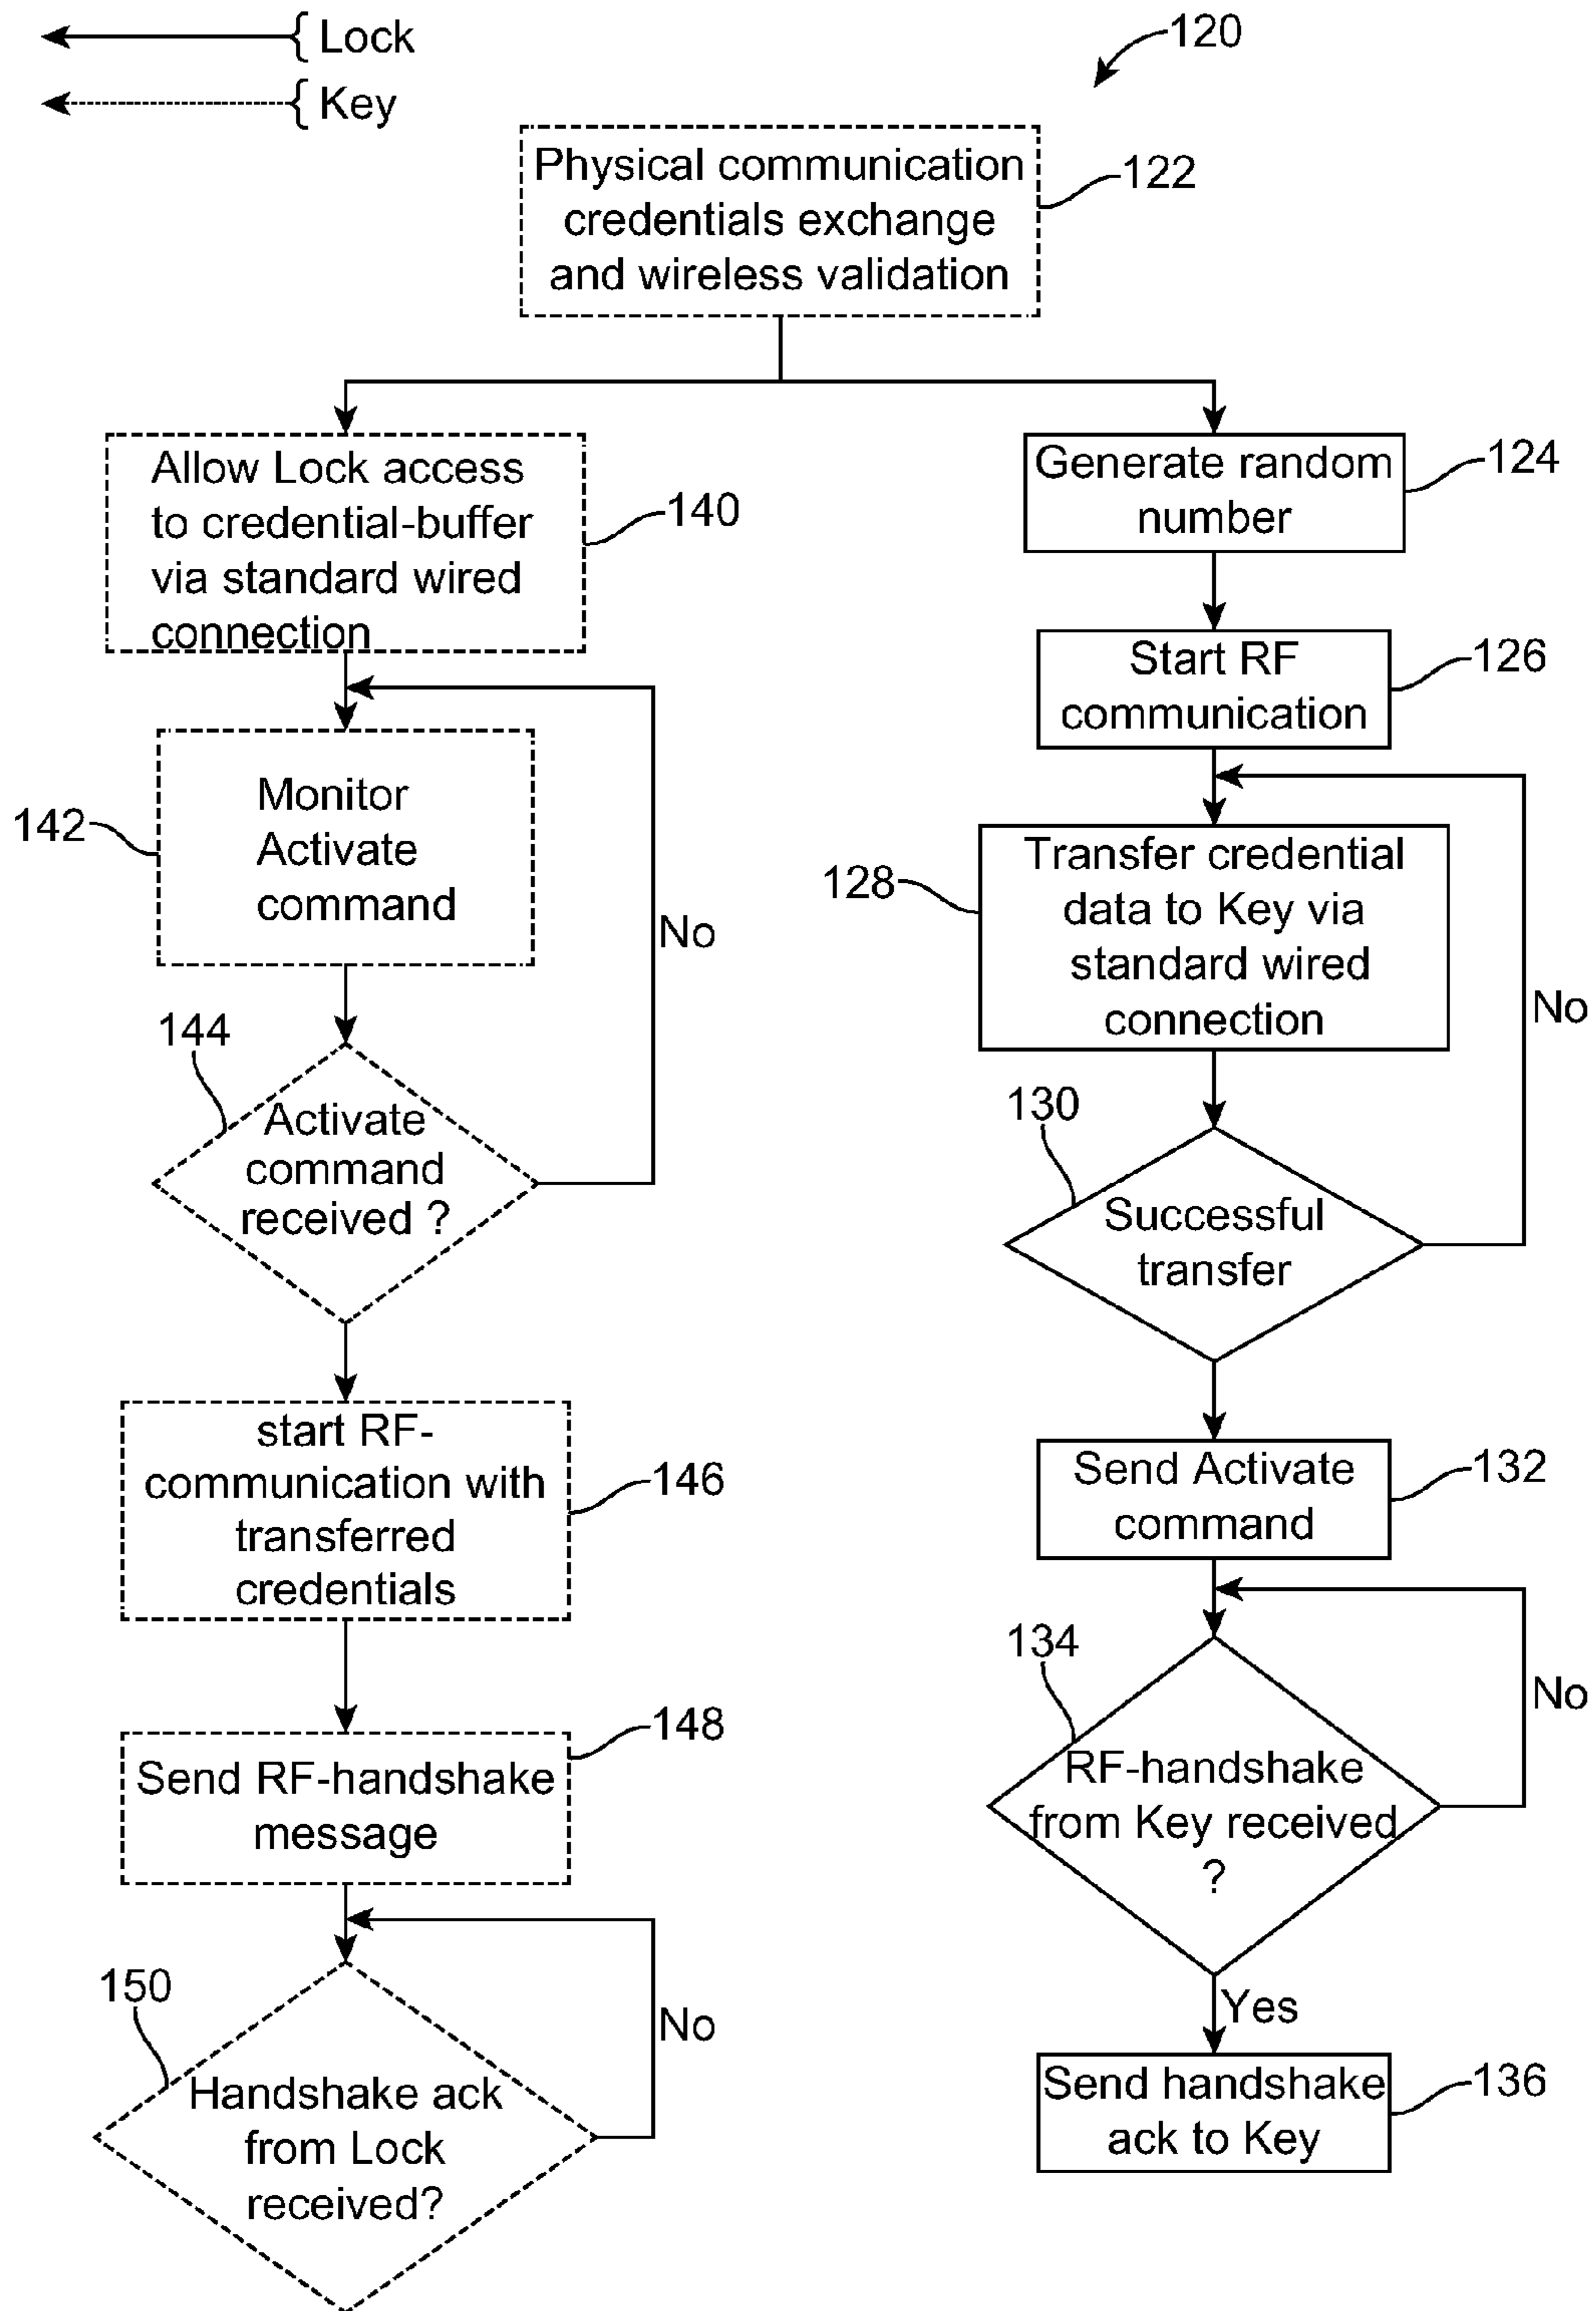 Lock
Key
120
Physical communication
credentials exchange
and wireless validation
122
Allow Lock access
to credential-buffer
via standard wired
connection
140
Monitor
Activate
command
142
No
144
Activate
command
received ?
start RF-
communication with
transferred
credentials
146
Send RF-handshake
message
148
150
Handshake ack
from Lock
received?
No
Generate random
number
124
Start RF
communication
126
Transfer credential
data to Key via
standard wired
connection
128
No
130
Successful
transfer
Send Activate
command
132
134
RF-handshake
from Key received
?
No
Yes
Send handshake
ack to Key
136